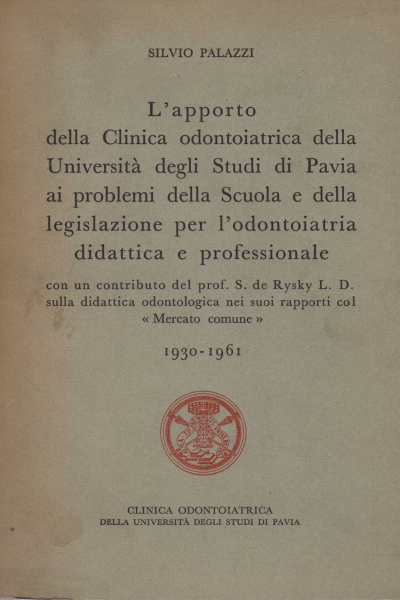 SILVIO PALAZZI
L'apporto
della Clinica odontoiatrica della
Università degli Studi di Pavia
ai problemi della Scuola e della
legislazione per l'odontoiatria
didattica e professionale
con un contributo del prof. S. de Rysky L. D.
sulla didattica odontologica nei suoi rapporti col
« Mercato comune »
1930-1961
CLINICA ODONTOIATRICA
DELLA UNIVERSITÀ DEGLI STUDI DI PAVIA